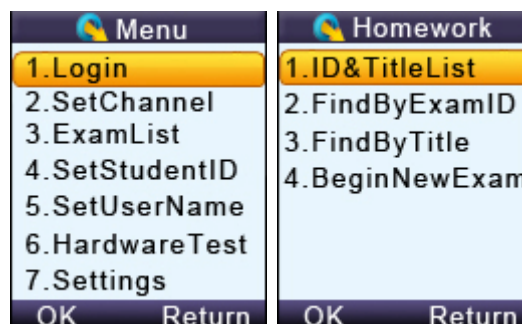 Menu
1.Login
2.SetChannel
3.ExamList
4.SetStudentID
5.SetUserName
6.HardwareTest
7.Settings
OK Return
Homework
1.ID&TitleList
2.FindByExamID
3.FindByTitle
4.BeginNewExam
OK Return